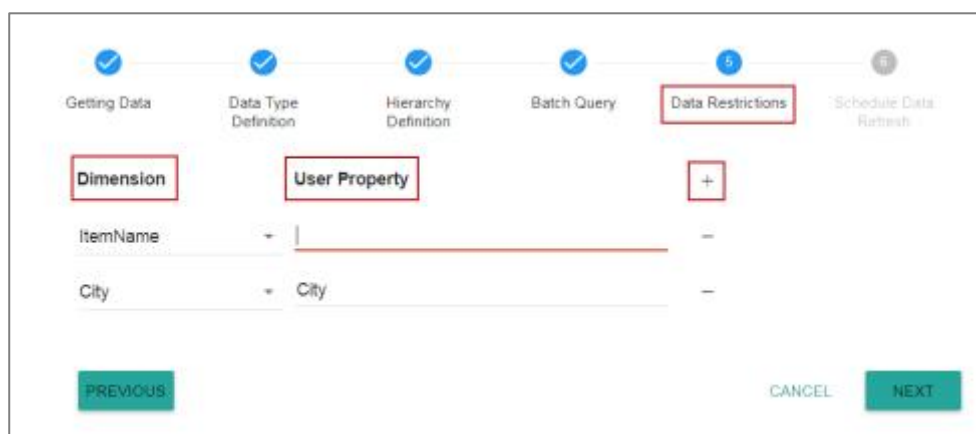 5
6
Getting Data
Data Type
Definition
Hierarchy
Definition
Batch Query
Data Restrictions
Schedule Data
Refresh
Dimension
User Property
+
ItemName
–
City
City
–
PREVIOUS
CANCEL
NEXT